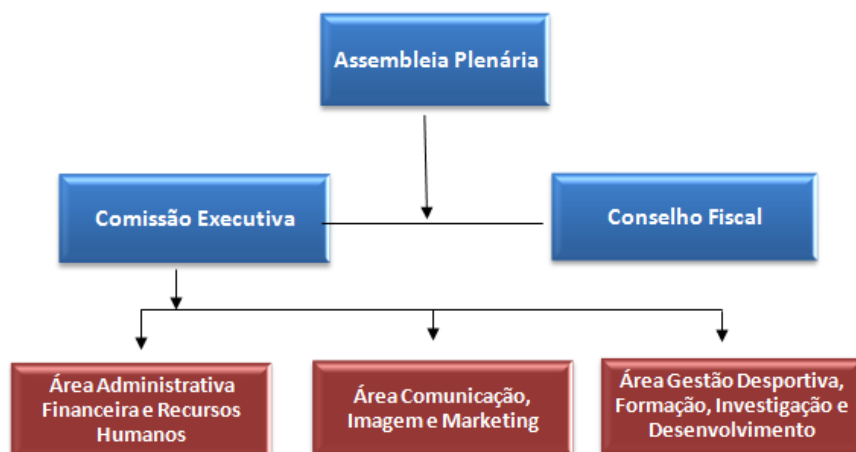 Assembleia Plenária
Comissão Executiva
Conselho Fiscal
Área Administrativa
Financeira e Recursos
Humanos
Área Comunicação,
Imagem e Marketing
Área Gestão Desportiva,
Formação, Investigação e
Desenvolvimento